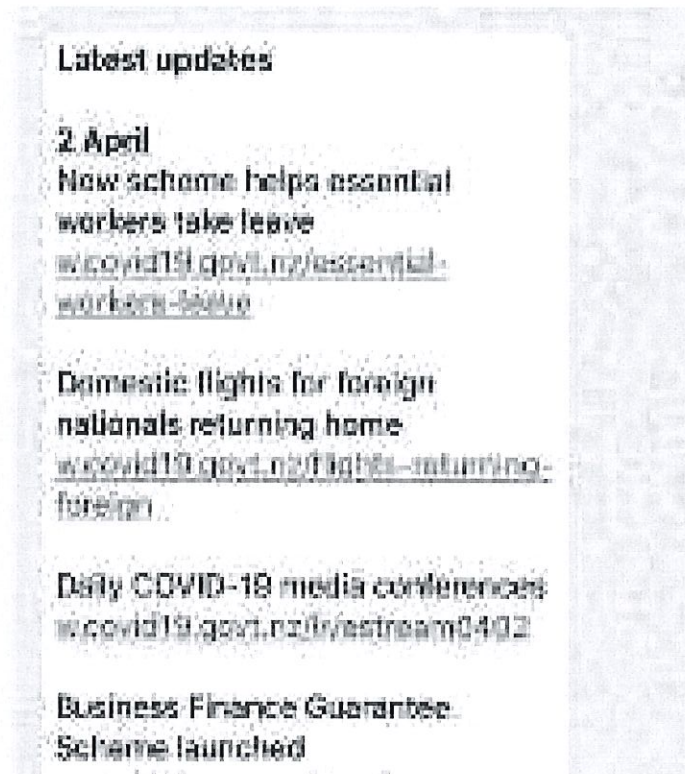 Latest updates
2 April
New scheme helps essential
workers take leave
w.covid19.govt.nz/essential-
workers-leave
Domestic flights for foreign
nationals returning home
w.covid19.govt.nz/flights-returning-
foreign
Daily COVID-19 media conferences
w.covid19.govt.nz/livestream0402
Business Finance Guarantee
Scheme launched